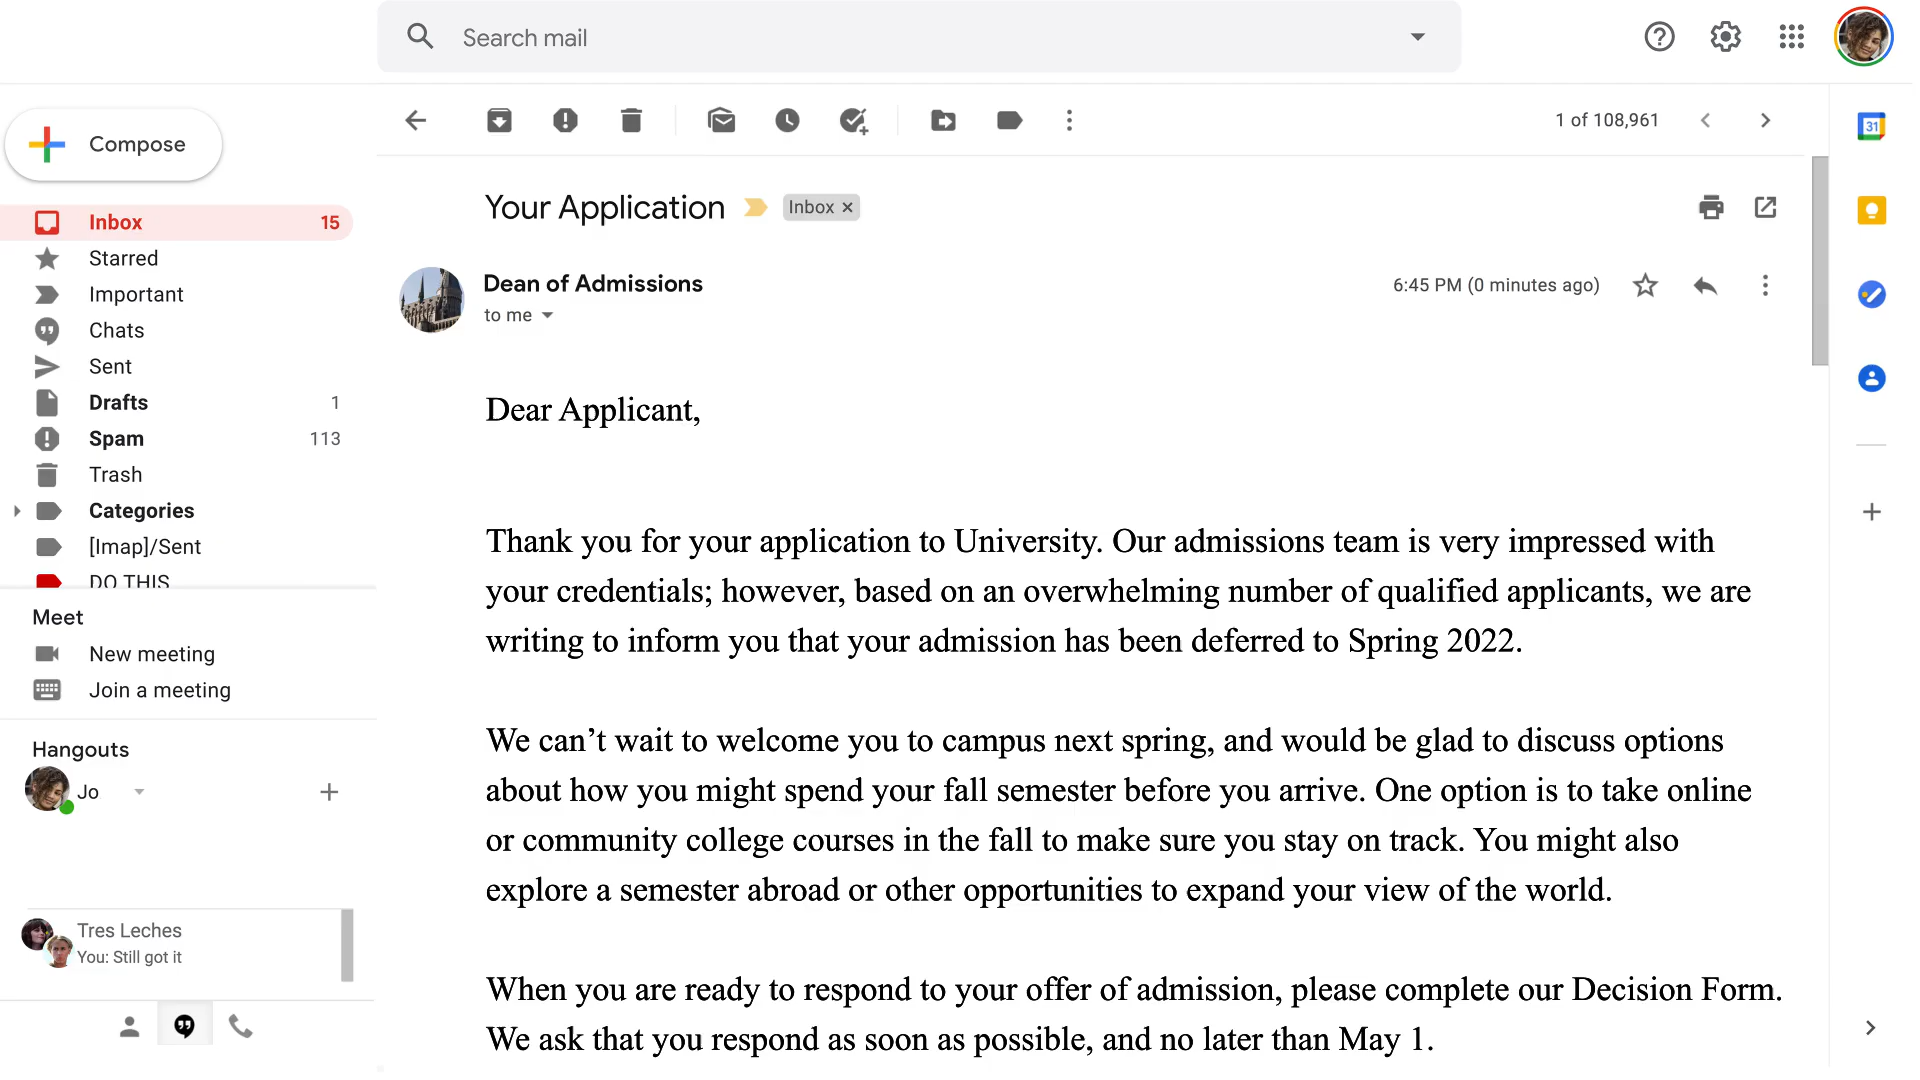 Search mail
Compose
1 of 108,961
31
Inbox 15
Starred
Important
Chats
Sent
Drafts 1
Spam 113
Trash
Categories
[Imap]/Sent
DO THIS
Meet
New meeting
Join a meeting
Hangouts
Jo
Tres Leches
You: Still got it
Your Application
Inbox ×
Dean of Admissions
6:45 PM (0 minutes ago)
to me
Dear Applicant,
Thank you for your application to University. Our admissions team is very impressed with
your credentials; however, based on an overwhelming number of qualified applicants, we are
writing to inform you that your admission has been deferred to Spring 2022.
We can’t wait to welcome you to campus next spring, and would be glad to discuss options
about how you might spend your fall semester before you arrive. One option is to take online
or community college courses in the fall to make sure you stay on track. You might also
explore a semester abroad or other opportunities to expand your view of the world.
When you are ready to respond to your offer of admission, please complete our Decision Form.
We ask that you respond as soon as possible, and no later than May 1.